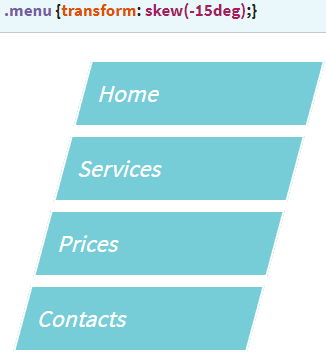 .menu {transform: skew(-15deg);}
Home
Services
Prices
Contacts